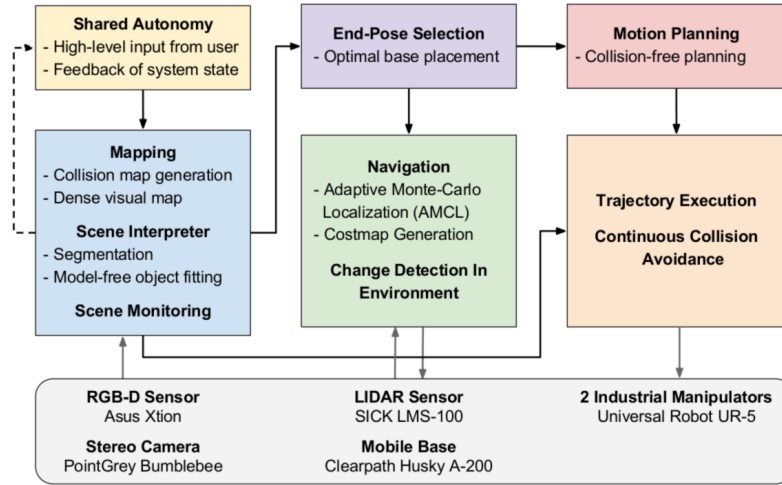 Shared Autonomy
- High-level input from user
- Feedback of system state
End-Pose Selection
- Optimal base placement
Motion Planning
- Collision-free planning
Mapping
- Collision map generation
- Dense visual map
Scene Interpreter
- Segmentation
- Model-free object fitting
Scene Monitoring
Navigation
- Adaptive Monte-Carlo
Localization (AMCL)
- Costmap Generation
Change Detection In
Environment
Trajectory Execution
Continuous Collision
Avoidance
RGB-D Sensor
Asus Xtion
Stereo Camera
PointGrey Bumblebee
LIDAR Sensor
SICK LMS-100
Mobile Base
Clearpath Husky A-200
2 Industrial Manipulators
Universal Robot UR-5